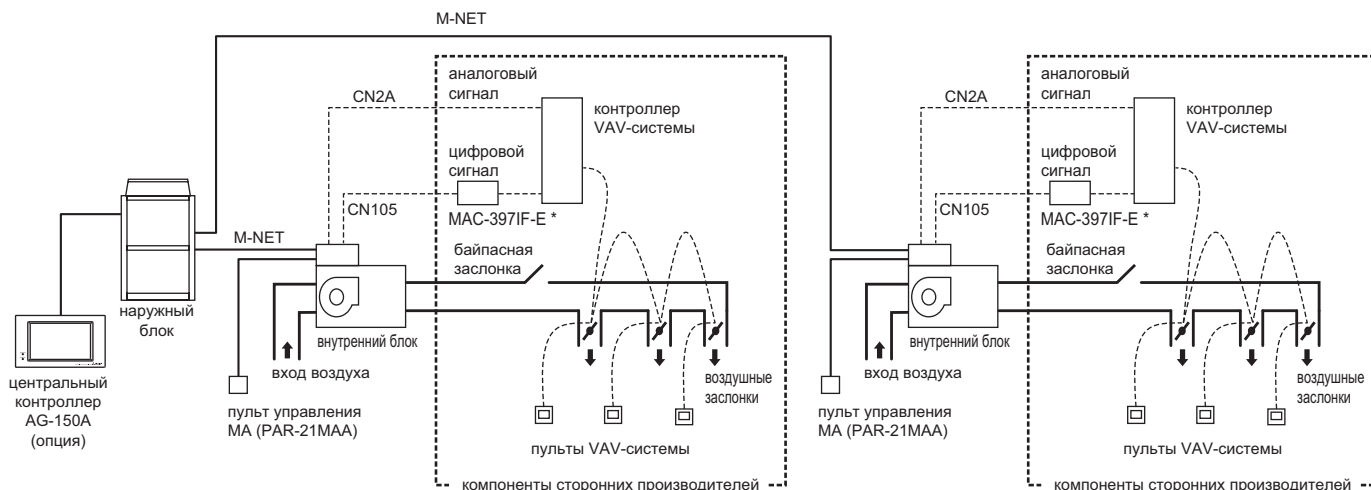 M-NET
аналоговый
сигнал
CN2A
контроллер
VAV-системы
цифровой
сигнал
CN105
MAC-397IF-E *
M-NET
байпасная
заслонка
наружный
блок
внутренний блок
вход воздуха
воздушные
заслонки
центральный
контроллер
AG-150A
(опция)
пульт управления
MA (PAR-21MAA)
пульты VAV-системы
компоненты сторонних производителей
аналоговый
сигнал
CN2A
контроллер
VAV-системы
цифровой
сигнал
CN105
MAC-397IF-E *
байпасная
заслонка
внутренний блок
вход воздуха
воздушные
заслонки
пульт управления
MA (PAR-21MAA)
пульты VAV-системы
компоненты сторонних производителей